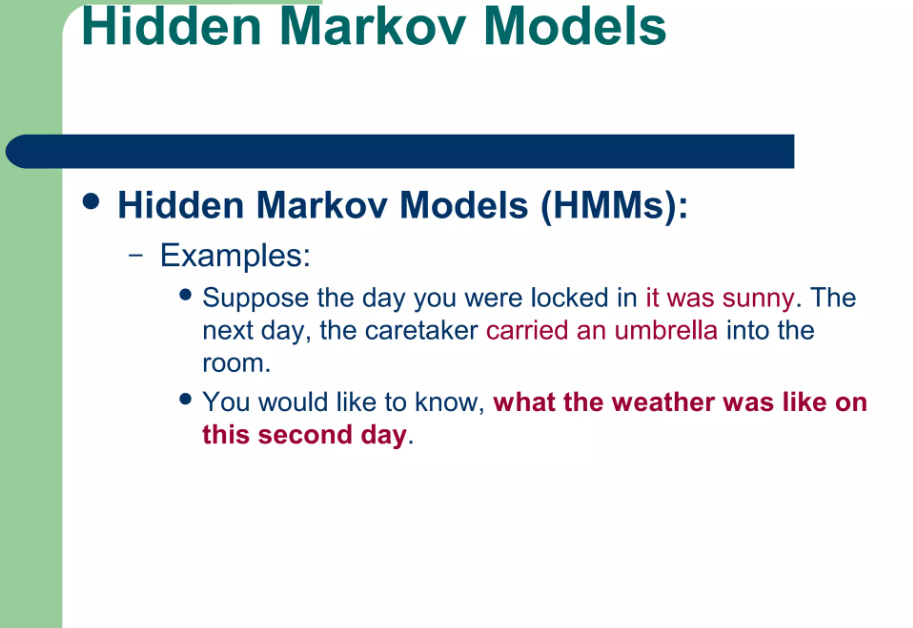 Hidden Markov Models
Hidden Markov Models (HMMs):
– Examples:
Suppose the day you were locked in it was sunny. The
next day, the caretaker carried an umbrella into the
room.
You would like to know, what the weather was like on
this second day.